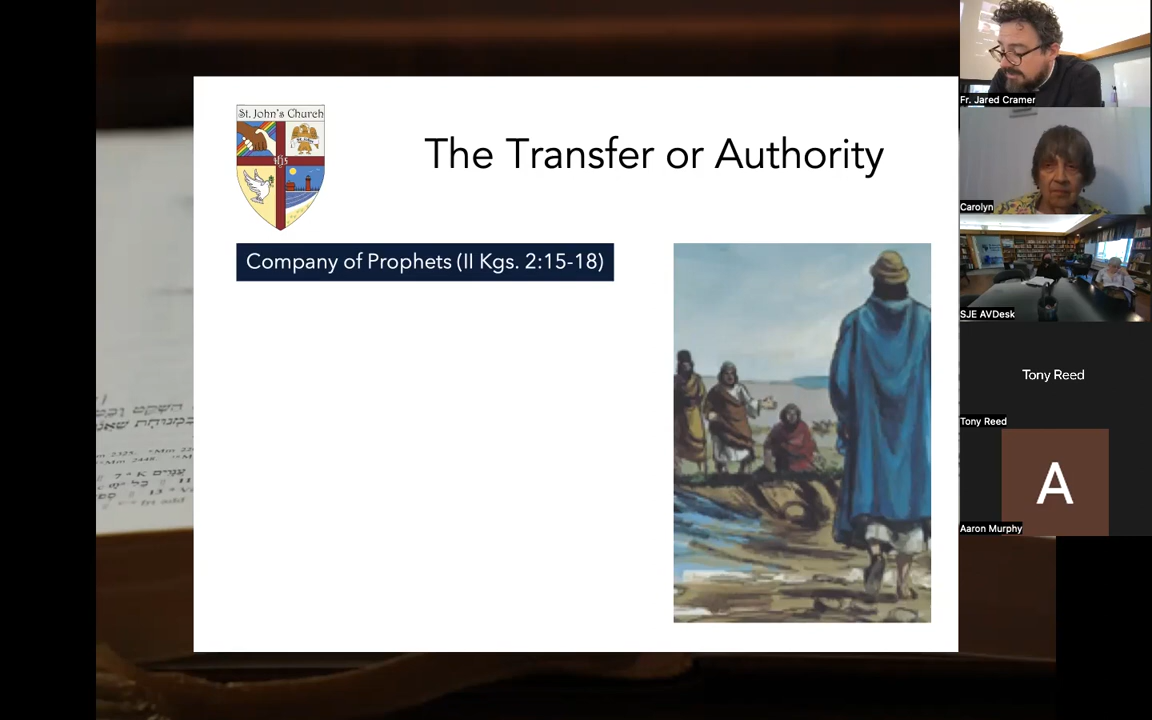 St. John's Church
The Transfer or Authority
Company of Prophets (II Kgs. 2:15-18)
Fr. Jared Cramer
Carolyn
SJE AVDesk
Tony Reed
Tony Reed
A
Aaron Murphy